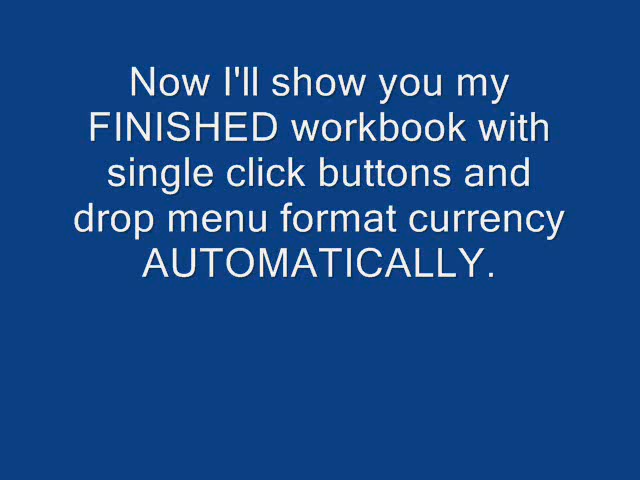 Now I'll show you my
FINISHED workbook with
single click buttons and
drop menu format currency
AUTOMATICALLY.